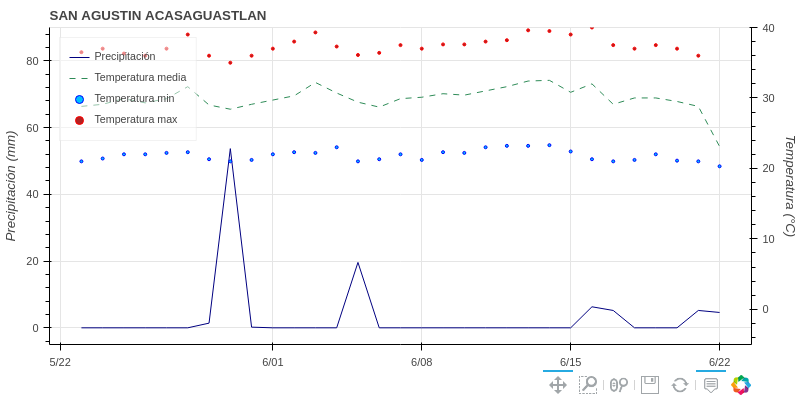 SAN AGUSTIN ACASAGUASTLAN
Precipitación
Temperatura media
Temperatura min
Temperatura max
Precipitación (mm)
80
60
40
20
0
Temperatura (°C)
40
30
20
10
0
5/22
6/01
6/08
6/15
6/22